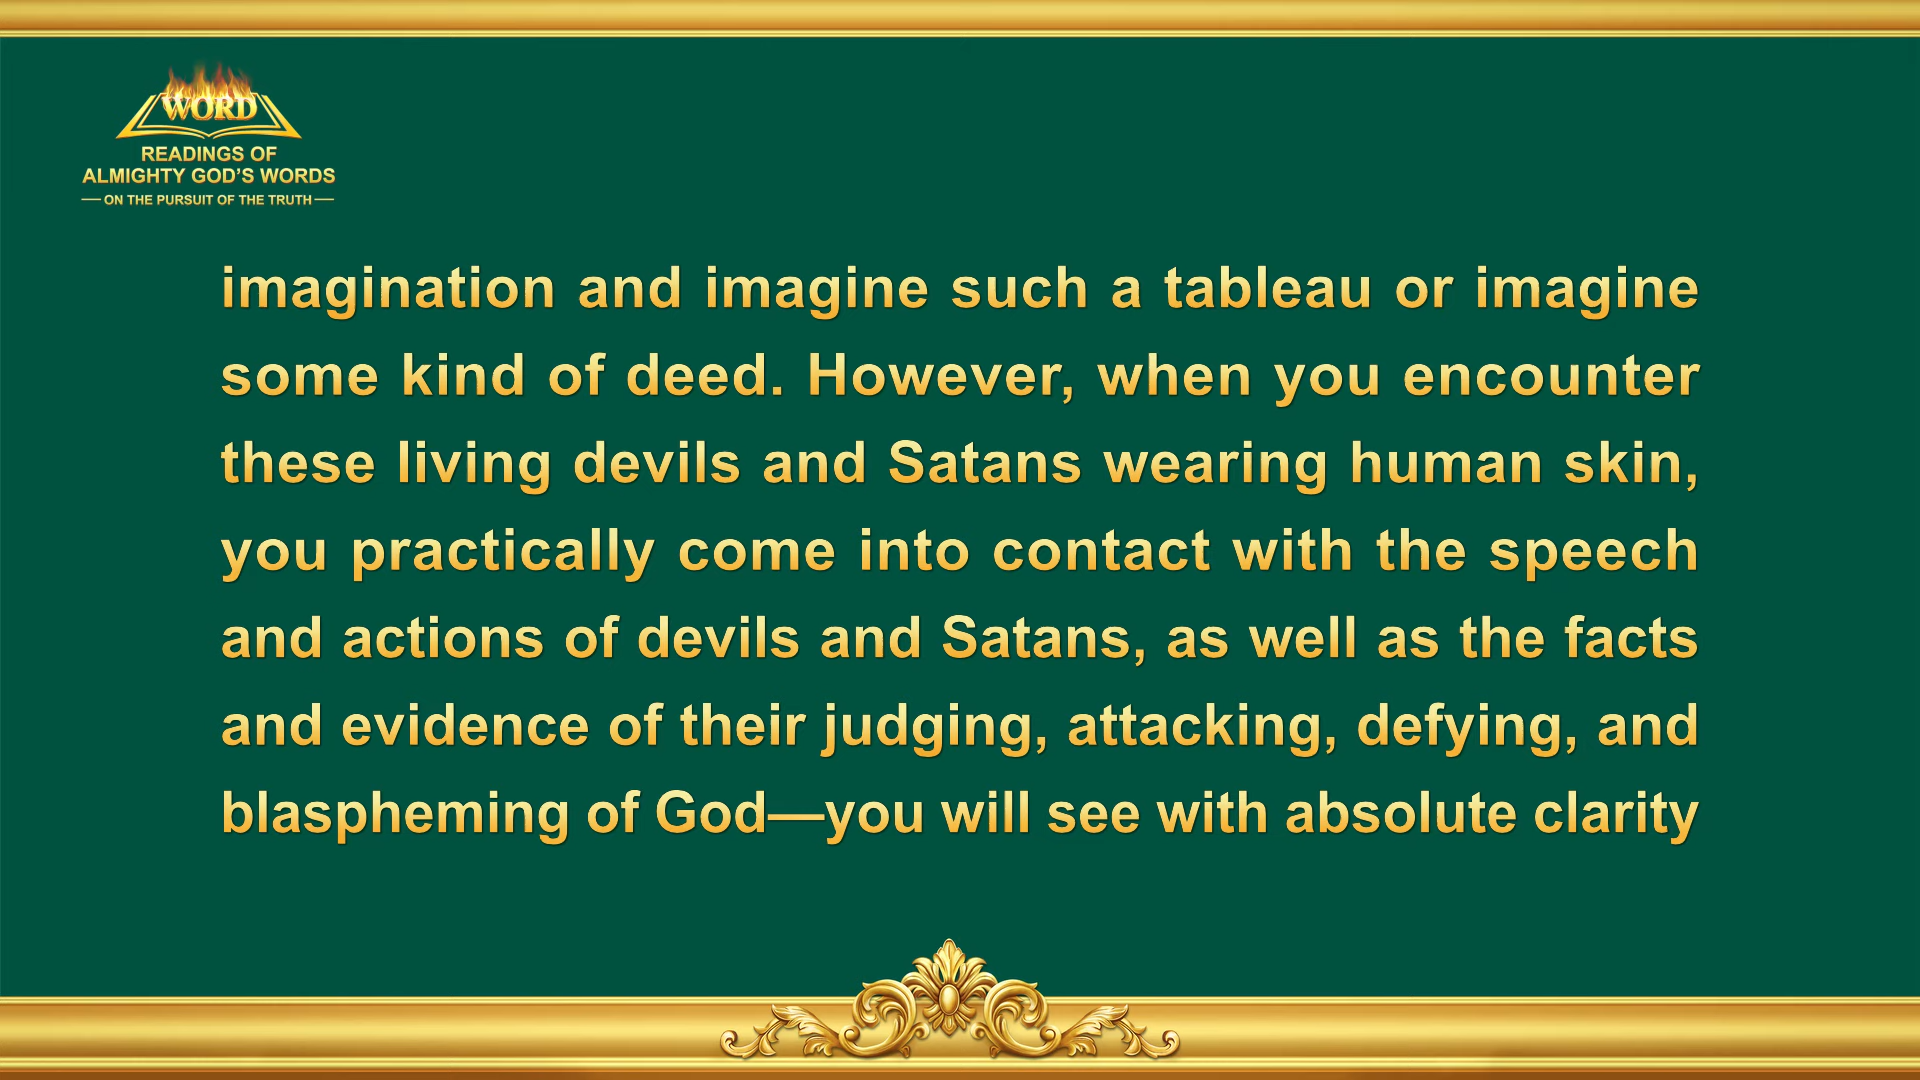 WORD
READINGS OF
ALMIGHTY GOD'S WORDS
— ON THE PURSUIT OF THE TRUTH —
imagination and imagine such a tableau or imagine
some kind of deed. However, when you encounter
these living devils and Satans wearing human skin,
you practically come into contact with the speech
and actions of devils and Satans, as well as the facts
and evidence of their judging, attacking, defying, and
blaspheming of God—you will see with absolute clarity